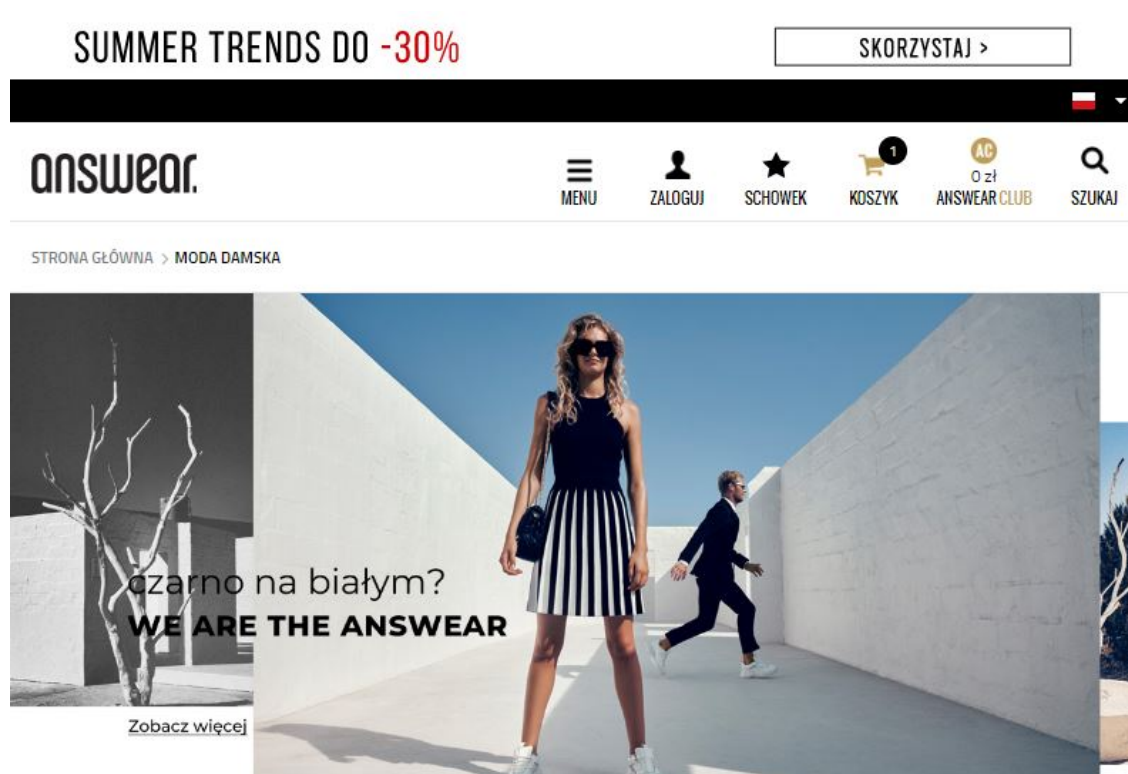 SUMMER TRENDS DO -30%
SKORZYSTAJ >
answear.
MENU
ZALOGUJ
SCHOWEK
1
KOSZYK
AC
0 zł
ANSWEAR CLUB
SZUKAJ
STRONA GŁÓWNA > MODA DAMSKA
czarno na białym?
WE ARE THE ANSWEAR
Zobacz więcej